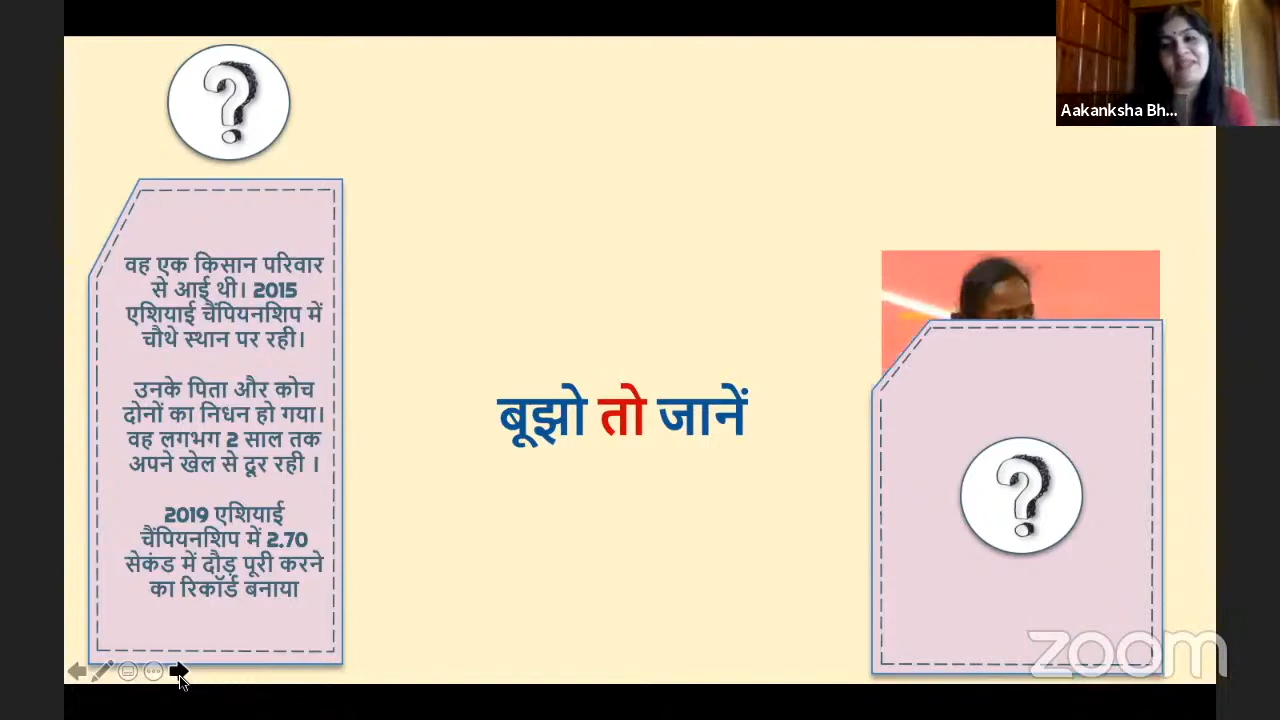 Aakanksha Bh...
वह एक किसान परिवार
से आई थी। 2015
एशियाई चैंपियनशिप में
चौथे स्थान पर रही।
उनके पिता और कोच
दोनों का निधन हो गया।
वह लगभग 2 साल तक
अपने खेल से दूर रही ।
2019 एशियाई
चैंपियनशिप में 2.70
सेकंड में दौड़ पूरी करने
का रिकॉर्ड बनाया
बूझो तो जानें
zoom